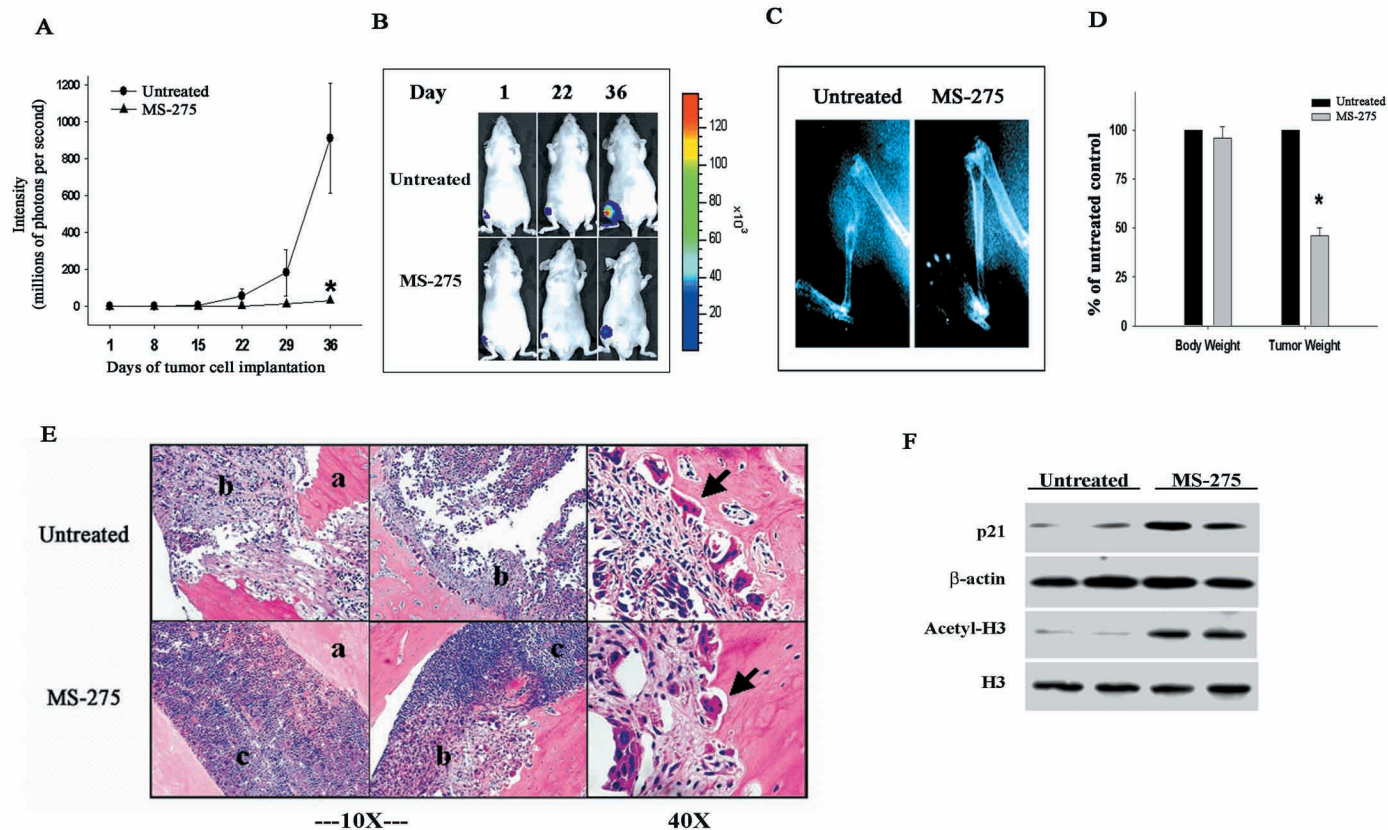 A
Untreated
MS-275
Intensity
(millions of photons per second)
1200
1000
800
600
400
200
0
*
1 8 15 22 29 36
Days of tumor cell implantation
B
Day 1 22 36
Untreated
MS-275
120
100
80
60
40
20
0
×10³
C
Untreated MS-275
D
Untreated
MS-275
% of untreated control
100
75
50
25
0
*
Body Weight Tumor Weight
E
Untreated
MS-275
b a
b
a
c
c
b
---10X--- 40X
F
Untreated MS-275
p21
β-actin
Acetyl-H3
H3